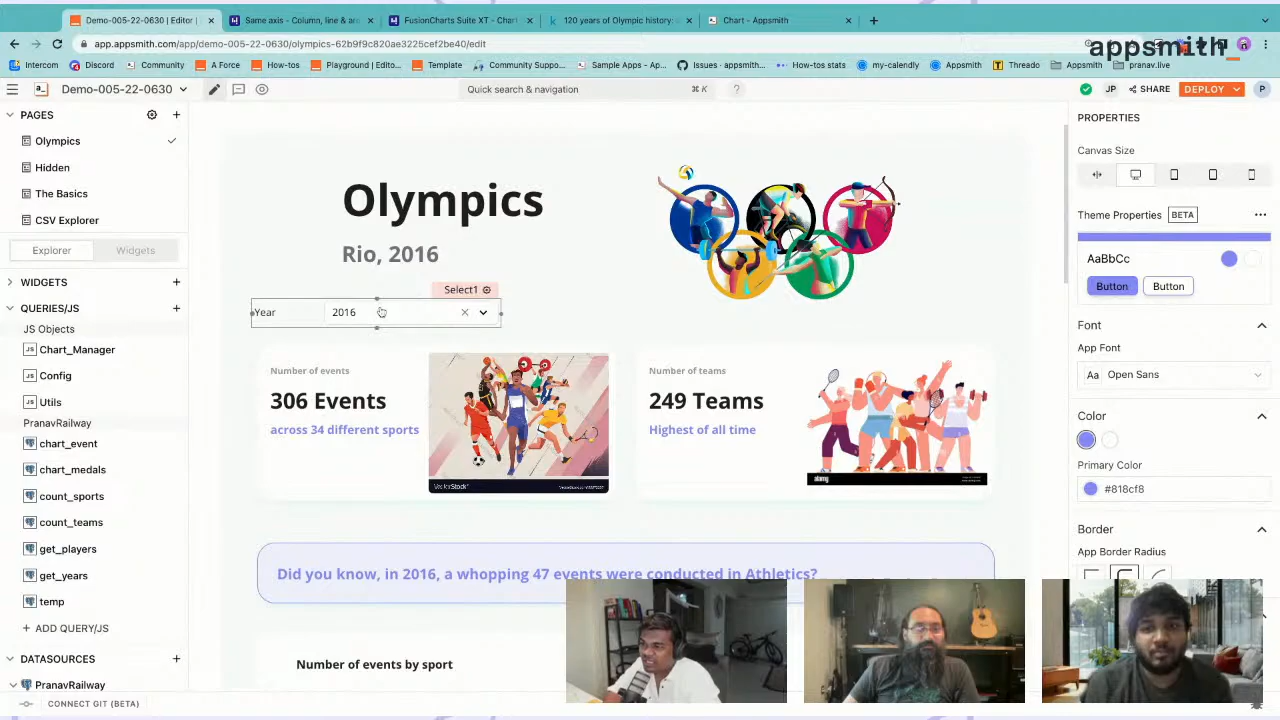 Demo-005-22-0630 | Editor |
Same axis - Column, line & are
FusionCharts Suite XT - Chart
120 years of Olympic history:
Chart - Appsmith
app.appsmith.com/app/demo-005-22-0630/olympics-62b9f9c820ae3225cef2be40/edit
appsmith_
Intercom
Discord
Community
A Force
How-tos
Playground | Edito...
Template
Community Suppo...
Sample Apps - Ap...
Issues · appsmith...
How-tos stats
my-calendly
Appsmith
Threado
Appsmith
pranav.live
Demo-005-22-0630
Quick search & navigation
⌘ K
?
JP
SHARE
DEPLOY
P
PAGES
Olympics
Hidden
The Basics
CSV Explorer
Explorer
Widgets
WIDGETS
QUERIES/JS
JS Objects
JS Chart_Manager
JS Config
JS Utils
PranavRailway
chart_event
chart_medals
count_sports
count_teams
get_players
get_years
temp
+ ADD QUERY/JS
DATASOURCES
PranavRailway
CONNECT GIT (BETA)
Olympics
Rio, 2016
Select1
Year
2016
Number of events
306 Events
across 34 different sports
VectorStock
Number of teams
249 Teams
Highest of all time
alamy
Did you know, in 2016, a whopping 47 events were conducted in Athletics?
Number of events by sport
PROPERTIES
Canvas Size
Theme Properties
BETA
AaBbCc
Button
Button
Font
App Font
Aa Open Sans
Color
Primary Color
#818cf8
Border
App Border Radius